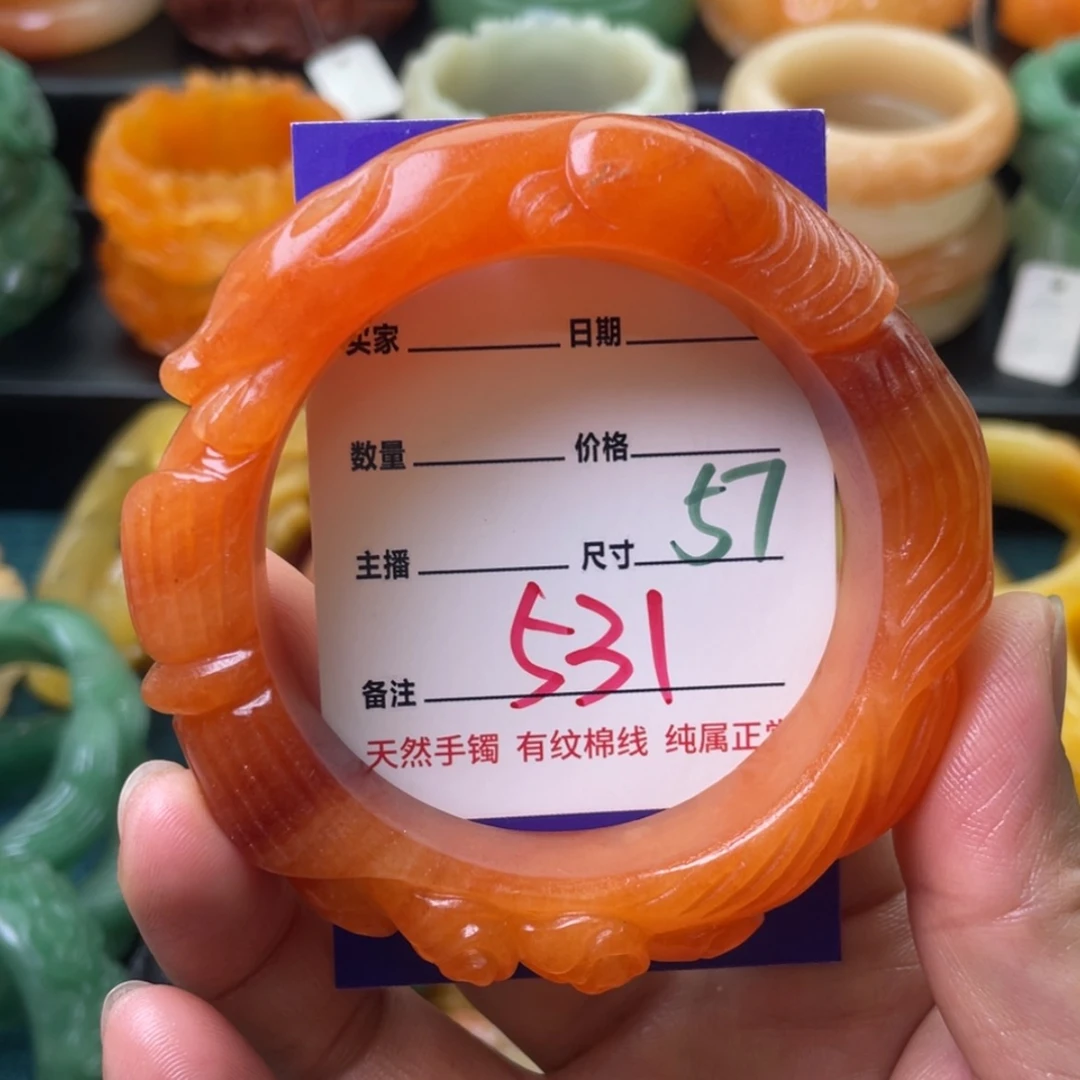 买家 日期
数量 价格
57
主播 尺寸
531
备注
天然手镯 有纹棉线 纯属正常